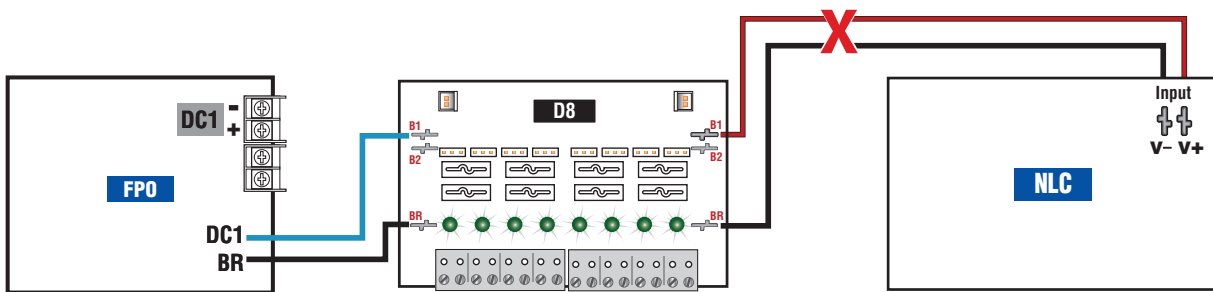 X
D8
DC1
-
+
B1
B1
B2
B2
Input
V- V+
FPO
NLC
BR
BR
DC1
BR